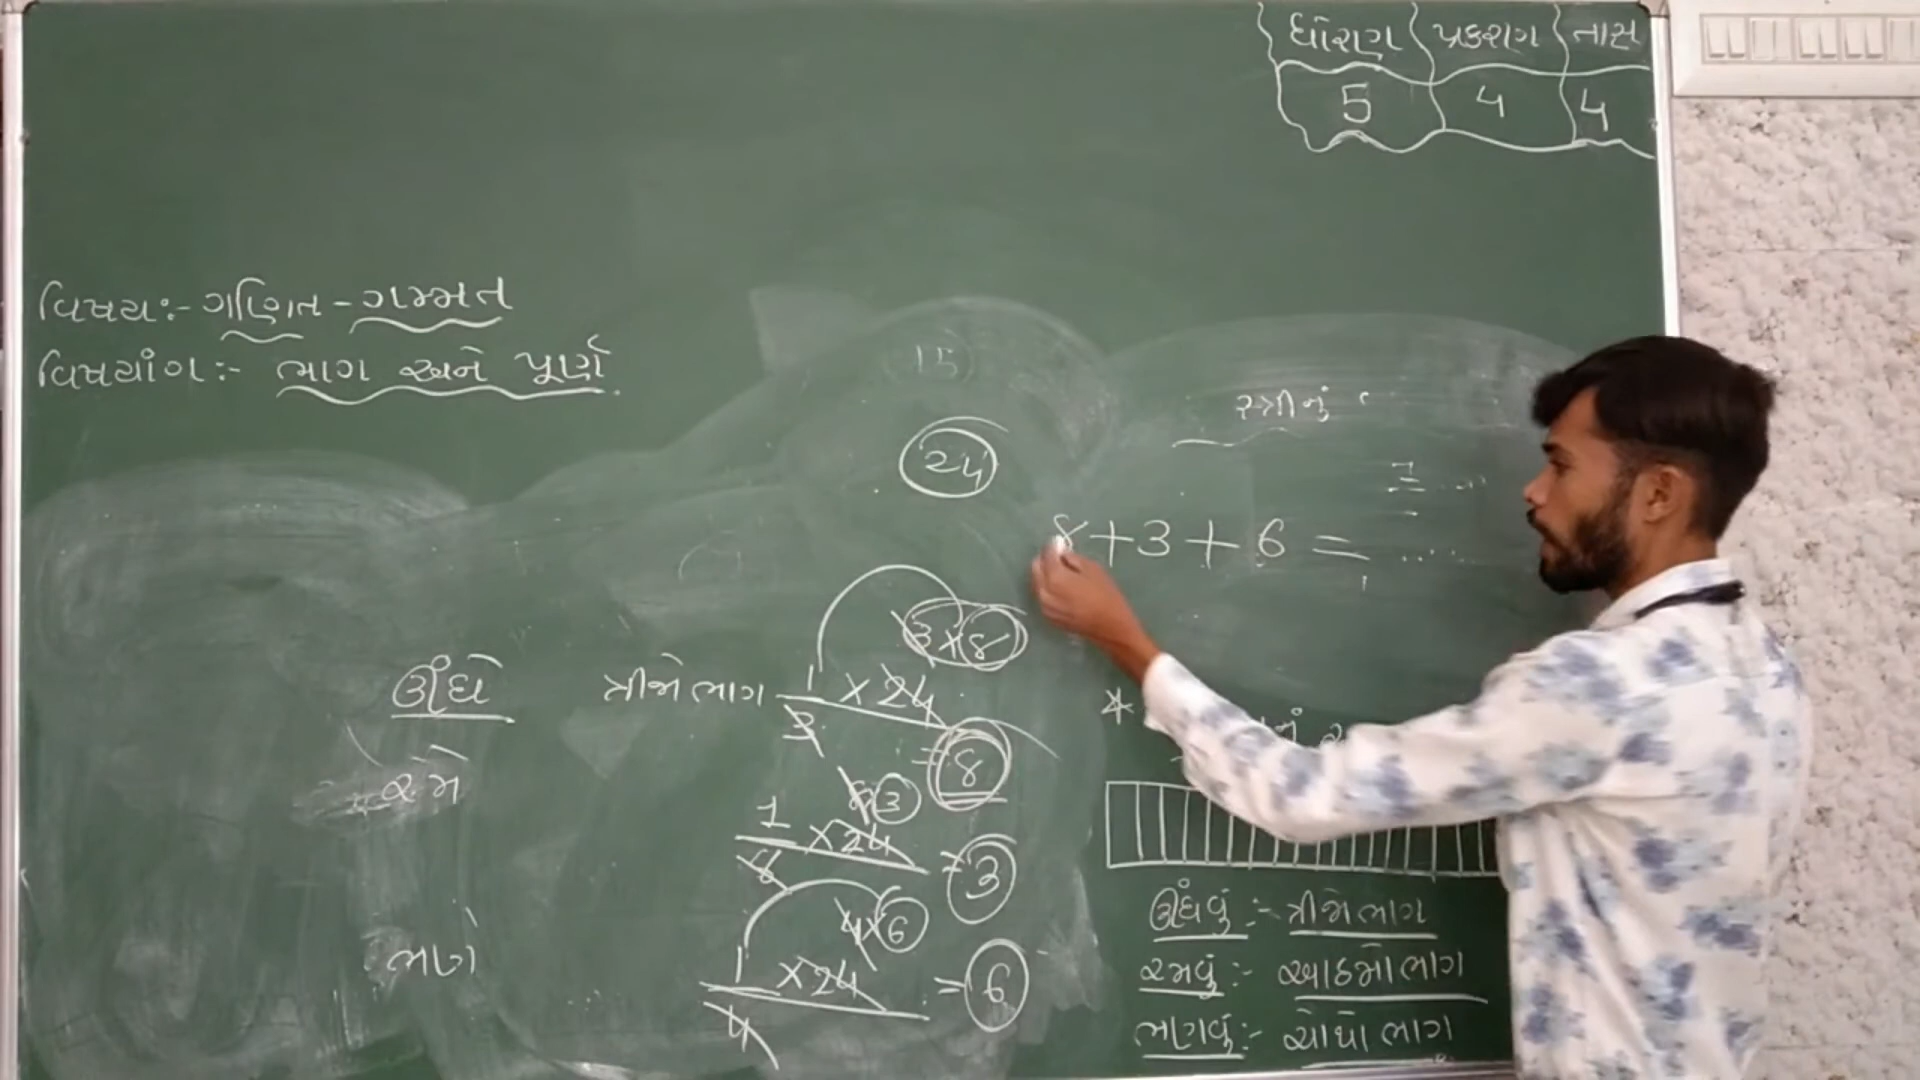 ધોરણ પ્રકરણ તાસ
5 4 4
વિષય:- ગણિત - ગમ્મત
વિષયાંગ:- ભાગ અને પૂર્ણ
15
24
8 + 3 + 6 =
3 × 8
ઊંઘે ત્રીજો ભાગ 1/3 × 24
= 8
રમે
3
1/8 × 24 = 3
4 × 6
ભણે 1/4 × 24 = 6
*
ઊંઘવું:- ત્રીજો ભાગ
રમવું:- આઠમો ભાગ
ભણવું:- ચોથો ભાગ